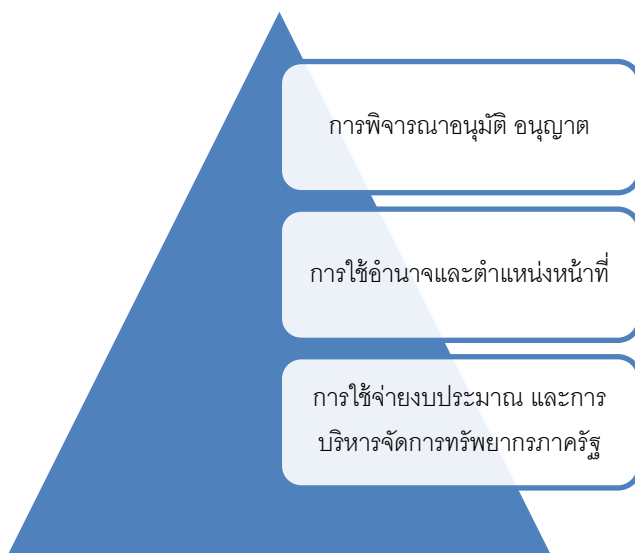 การพิจารณาอนุมัติ อนุญาต
การใช้อำนาจและตำแหน่งหน้าที่
การใช้จ่ายงบประมาณ และการ
บริหารจัดการทรัพยากรภาครัฐ